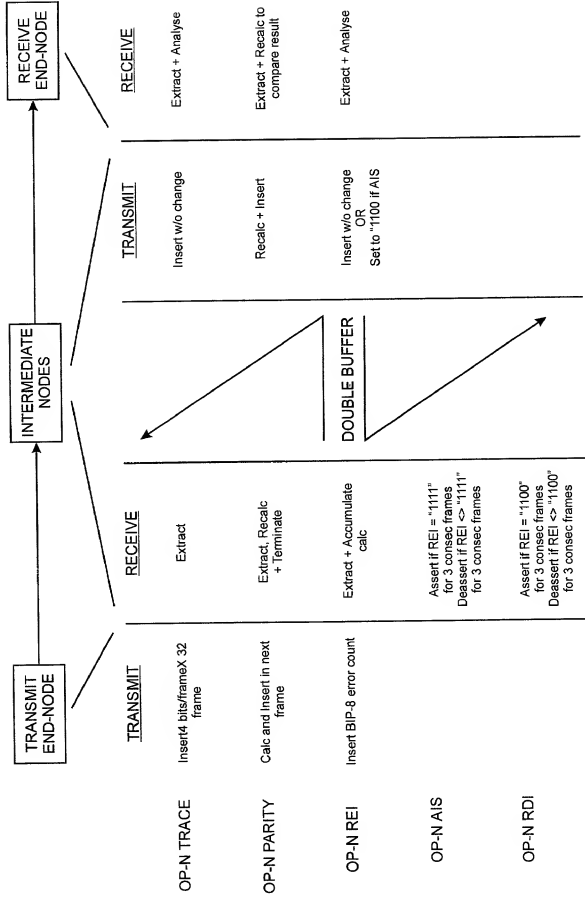 TRANSMIT
END-NODE
INTERMEDIATE
NODES
RECEIVE
END-NODE
TRANSMIT
RECEIVE
TRANSMIT
RECEIVE
OP-N TRACE
Insert4 bits/frameX 32
frame
Extract
Insert w/o change
Extract + Analyse
OP-N PARITY
Calc and Insert in next
frame
Extract, Recalc
+ Terminate
Recalc + Insert
Extract + Recalc to
compare result
OP-N REI
Insert BIP-8 error count
Extract + Accumulate
calc
DOUBLE BUFFER
Insert w/o change
OR
Set to "1100 if AIS
Extract + Analyse
OP-N AIS
Assert if REI = "1111"
for 3 consec frames
Deassert if REI <> "1111"
for 3 consec frames
OP-N RDI
Assert if REI = "1100"
for 3 consec frames
Deassert if REI <> "1100"
for 3 consec frames